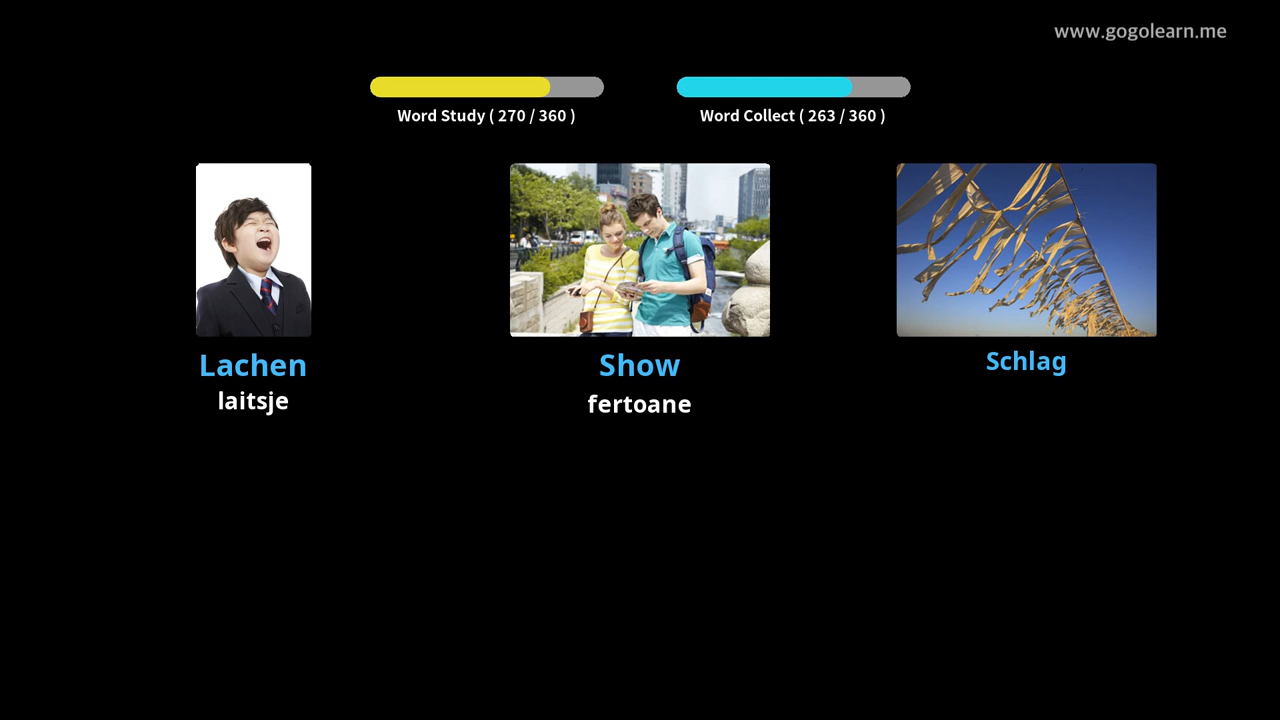 www.gogolearn.me
Word Study ( 270 / 360 )
Word Collect ( 263 / 360 )
Lachen
laitsje
Show
fertoane
Schlag